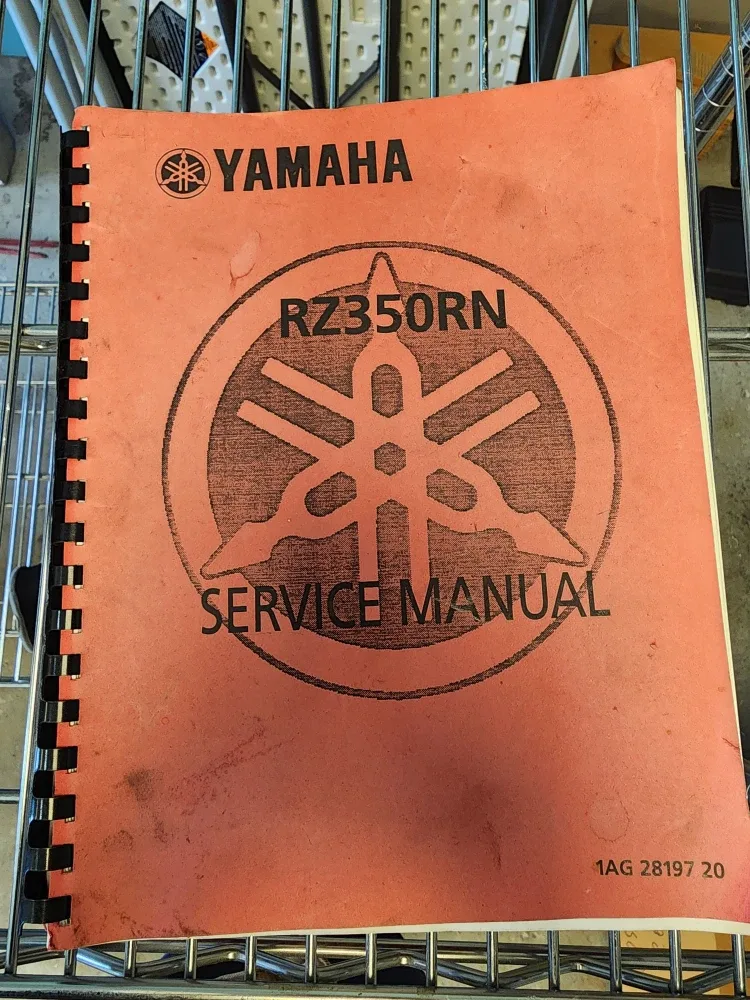 YAMAHA
RZ350RN
SERVICE MANUAL
1AG 28197 20